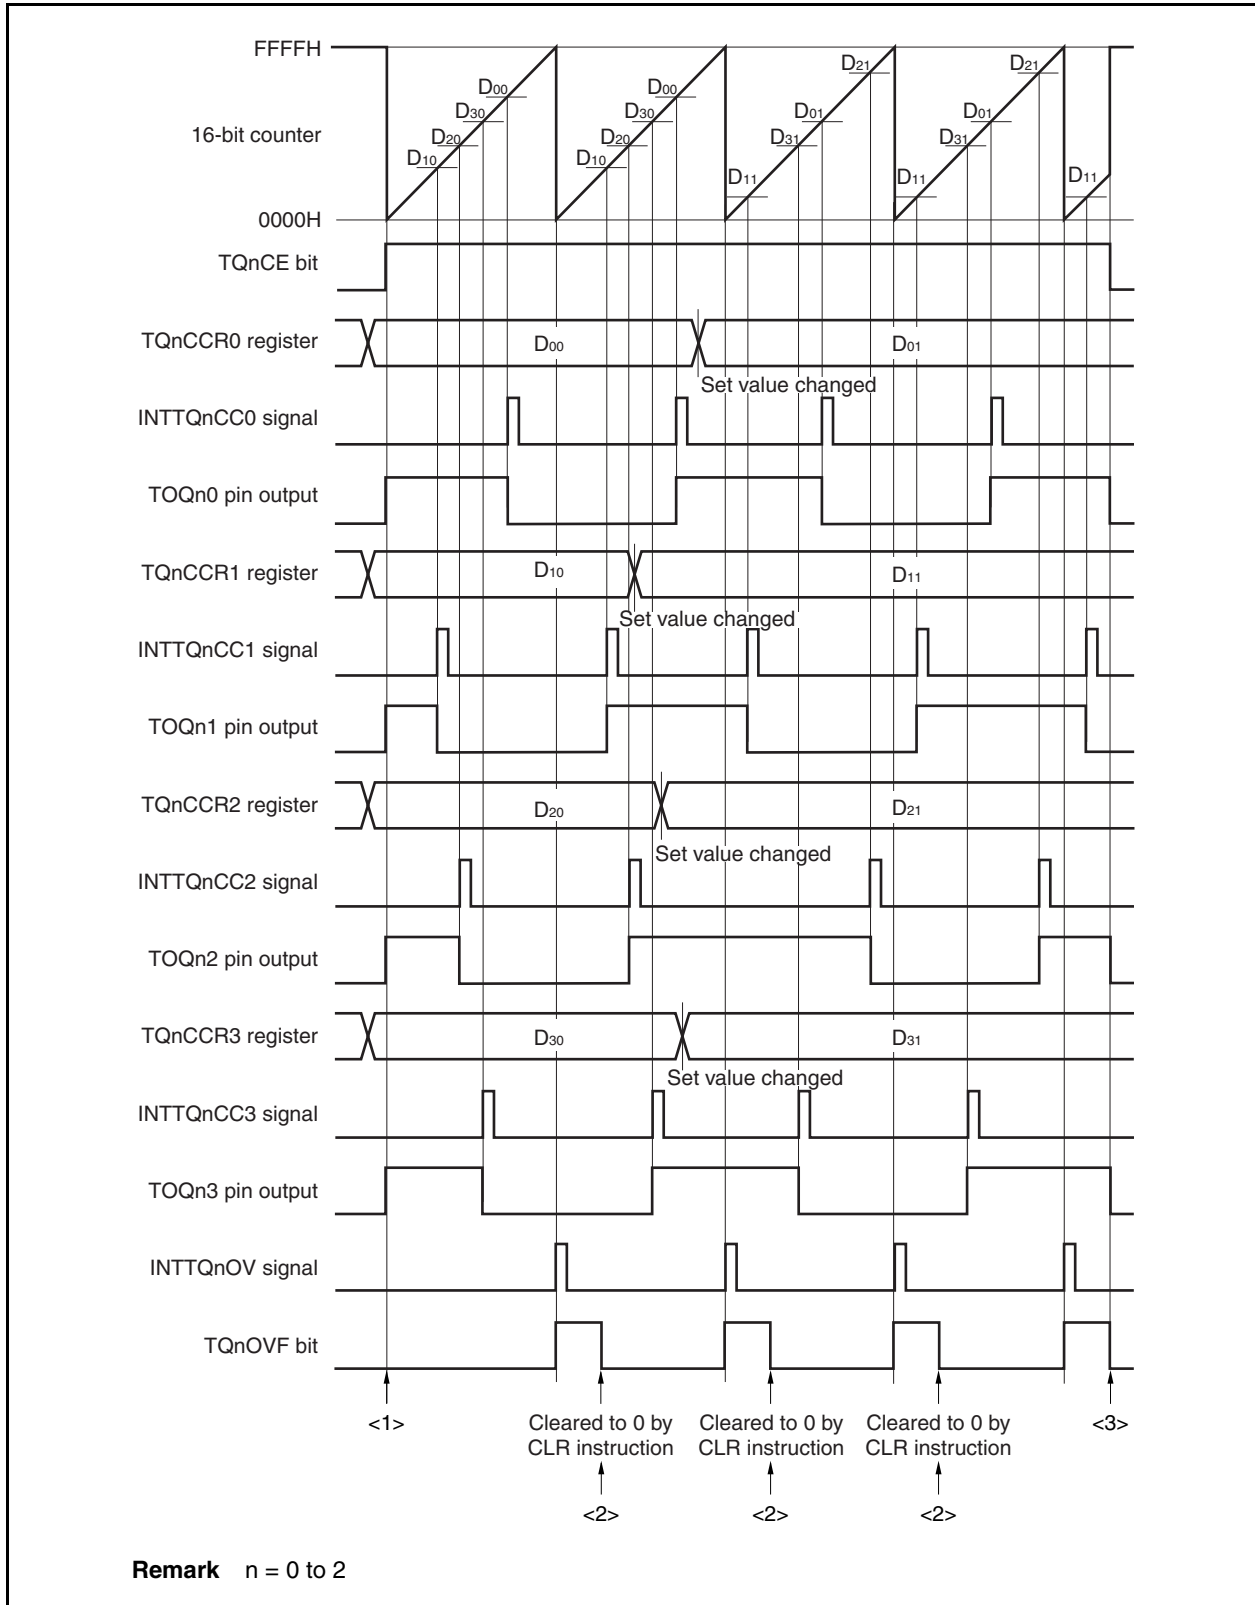 FFFFH
D00 D00 D21 D21
D30 D30 D01 D01
16-bit counter
D20 D20 D31 D31
D10 D10 D11 D11 D11
0000H
TQnCE bit
TQnCCR0 register D00 D01
Set value changed
INTTQnCC0 signal
TOQn0 pin output
TQnCCR1 register D10 D11
Set value changed
INTTQnCC1 signal
TOQn1 pin output
TQnCCR2 register D20 D21
Set value changed
INTTQnCC2 signal
TOQn2 pin output
TQnCCR3 register D30 D31
Set value changed
INTTQnCC3 signal
TOQn3 pin output
INTTQnOV signal
TQnOVF bit
<1> Cleared to 0 by Cleared to 0 by Cleared to 0 by <3>
CLR instruction CLR instruction CLR instruction
<2> <2> <2>
Remark n = 0 to 2